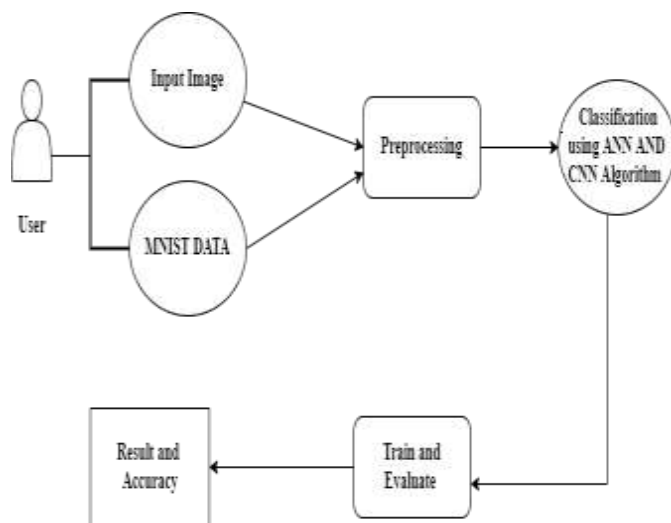 Input Image
User
MNIST DATA
Preprocessing
Classification
using ANN AND
CNN Algorithm
Train and
Evaluate
Result and
Accuracy